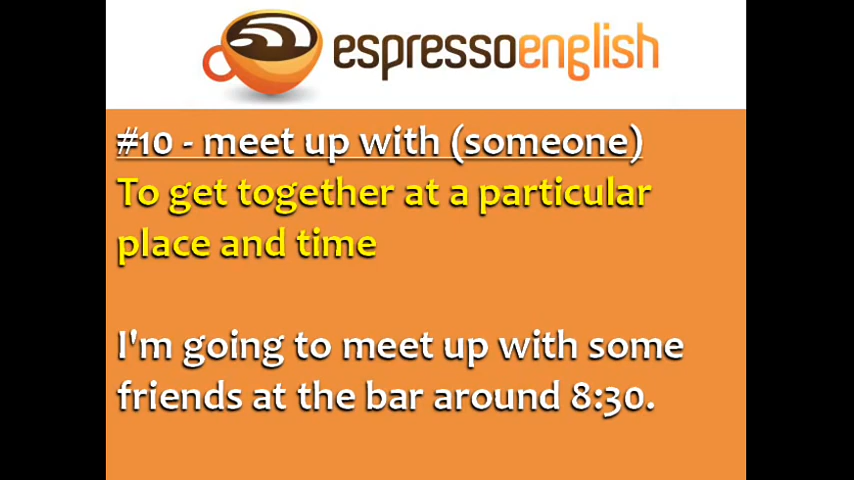 espressoenglish
#10 - meet up with (someone)
To get together at a particular
place and time
I'm going to meet up with some
friends at the bar around 8:30.